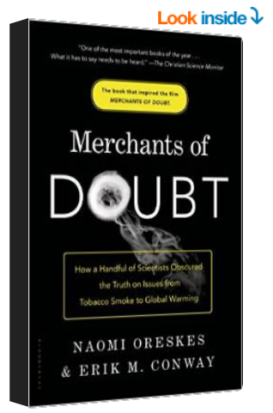 Look inside
"One of the most important books of the year . . .
What it has to say needs to be heard."—The Christian Science Monitor
The book that inspired the film
MERCHANTS OF DOUBT.
Merchants of
DOUBT
How a Handful of Scientists Obscured
the Truth on Issues from
Tobacco Smoke to Global Warming
NAOMI ORESKES
& ERIK M. CONWAY